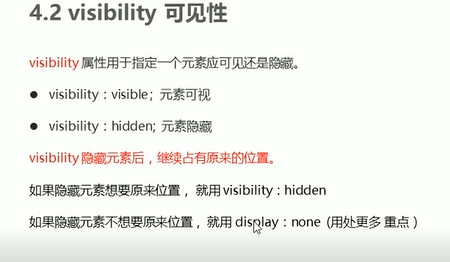 4.2 visibility 可见性
visibility 属性用于指定一个元素应可见还是隐藏。
● visibility：visible; 元素可视
● visibility：hidden; 元素隐藏
visibility 隐藏元素后，继续占有原来的位置。
如果隐藏元素想要原来位置， 就用 visibility：hidden
如果隐藏元素不想要原来位置， 就用 display：none (用处更多 重点）